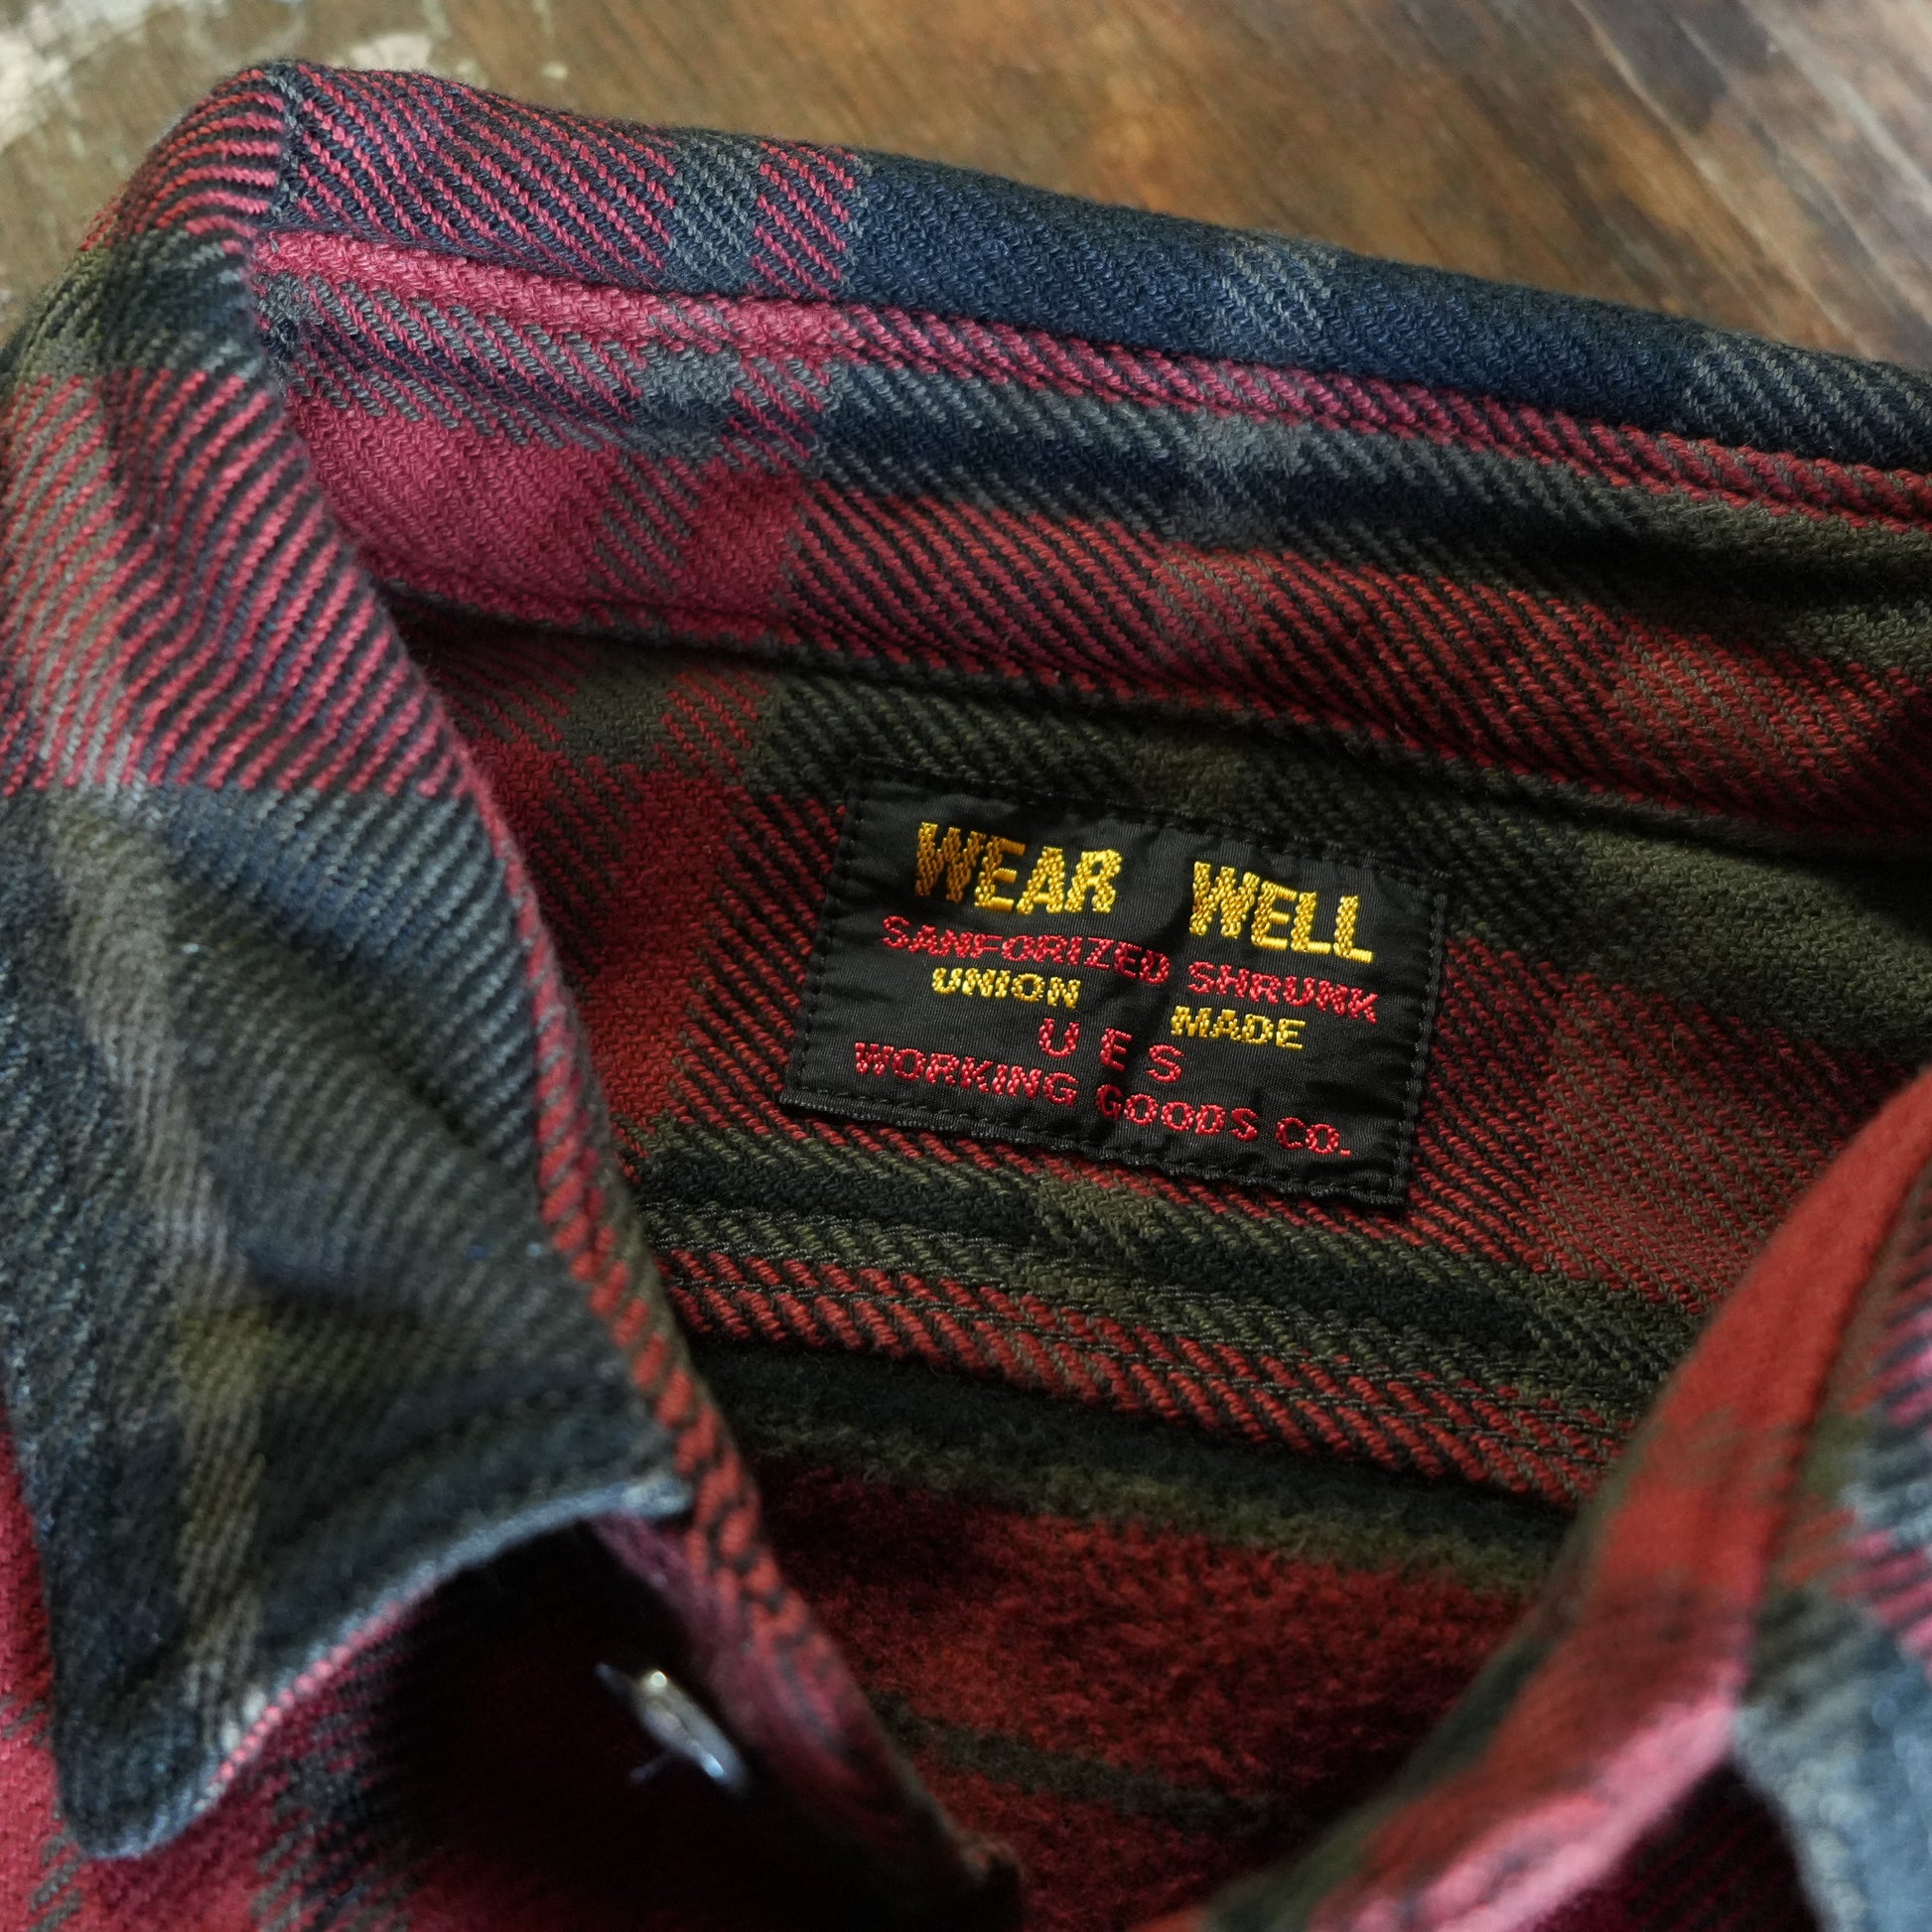 WEAR WELL
SANFORIZED SHRUNK
UNION MADE
U E S
WORKING GOODS CO.